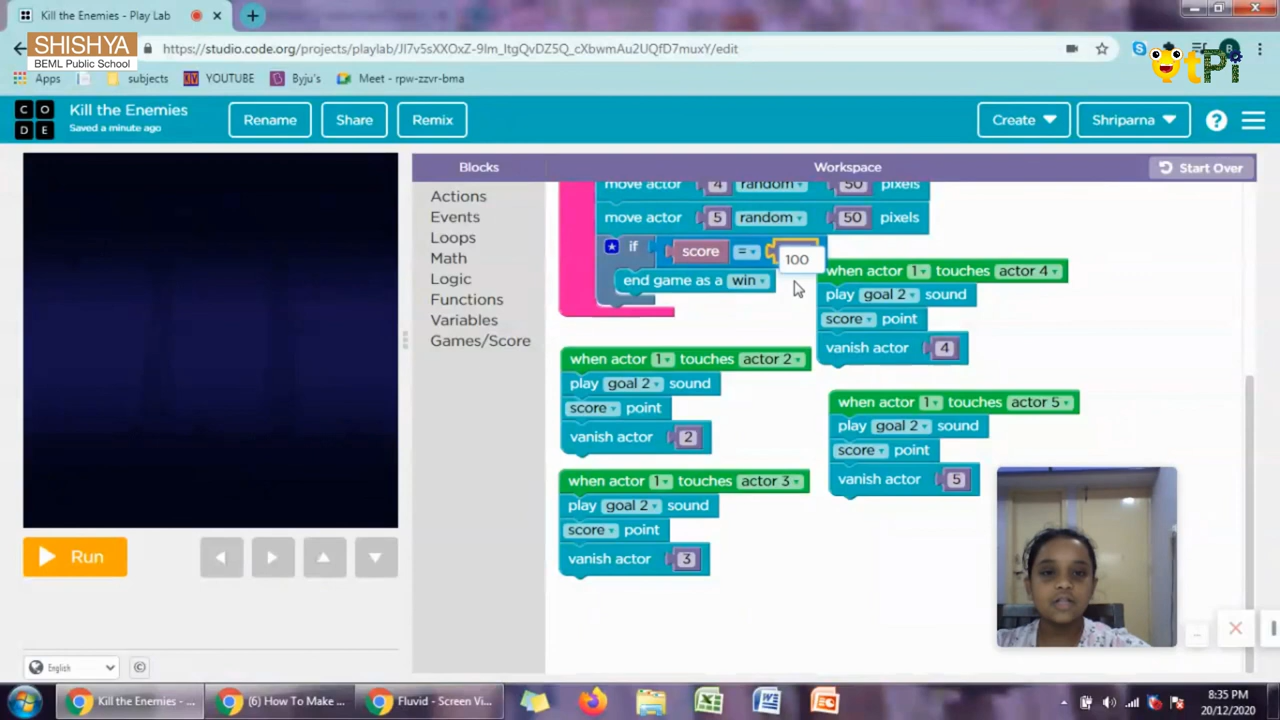 Kill the Enemies - Play Lab
SHISHYA
BEML Public School
https://studio.code.org/projects/playlab/JI7v5sXXOxZ-9lm_ltgQvDZ5Q_cXbwmAu2UQfD7muxY/edit
Apps
subjects
YOUTUBE
Byju's
Meet - rpw-zzvr-bma
OtPi
CODE
Kill the Enemies
Saved a minute ago
Rename
Share
Remix
Create
Shriparna
?
Blocks
Workspace
Start Over
Actions
Events
Loops
Math
Logic
Functions
Variables
Games/Score
move actor 4 random 50 pixels
move actor 5 random 50 pixels
if score = 100
end game as a win
when actor 1 touches actor 4
play goal 2 sound
score point
vanish actor 4
when actor 1 touches actor 2
play goal 2 sound
score point
vanish actor 2
when actor 1 touches actor 5
play goal 2 sound
score point
vanish actor 5
when actor 1 touches actor 3
play goal 2 sound
score point
vanish actor 3
Run
English
©
Kill the Enemies - ...
(6) How To Make ...
Fluvid - Screen Vi...
8:35 PM
20/12/2020